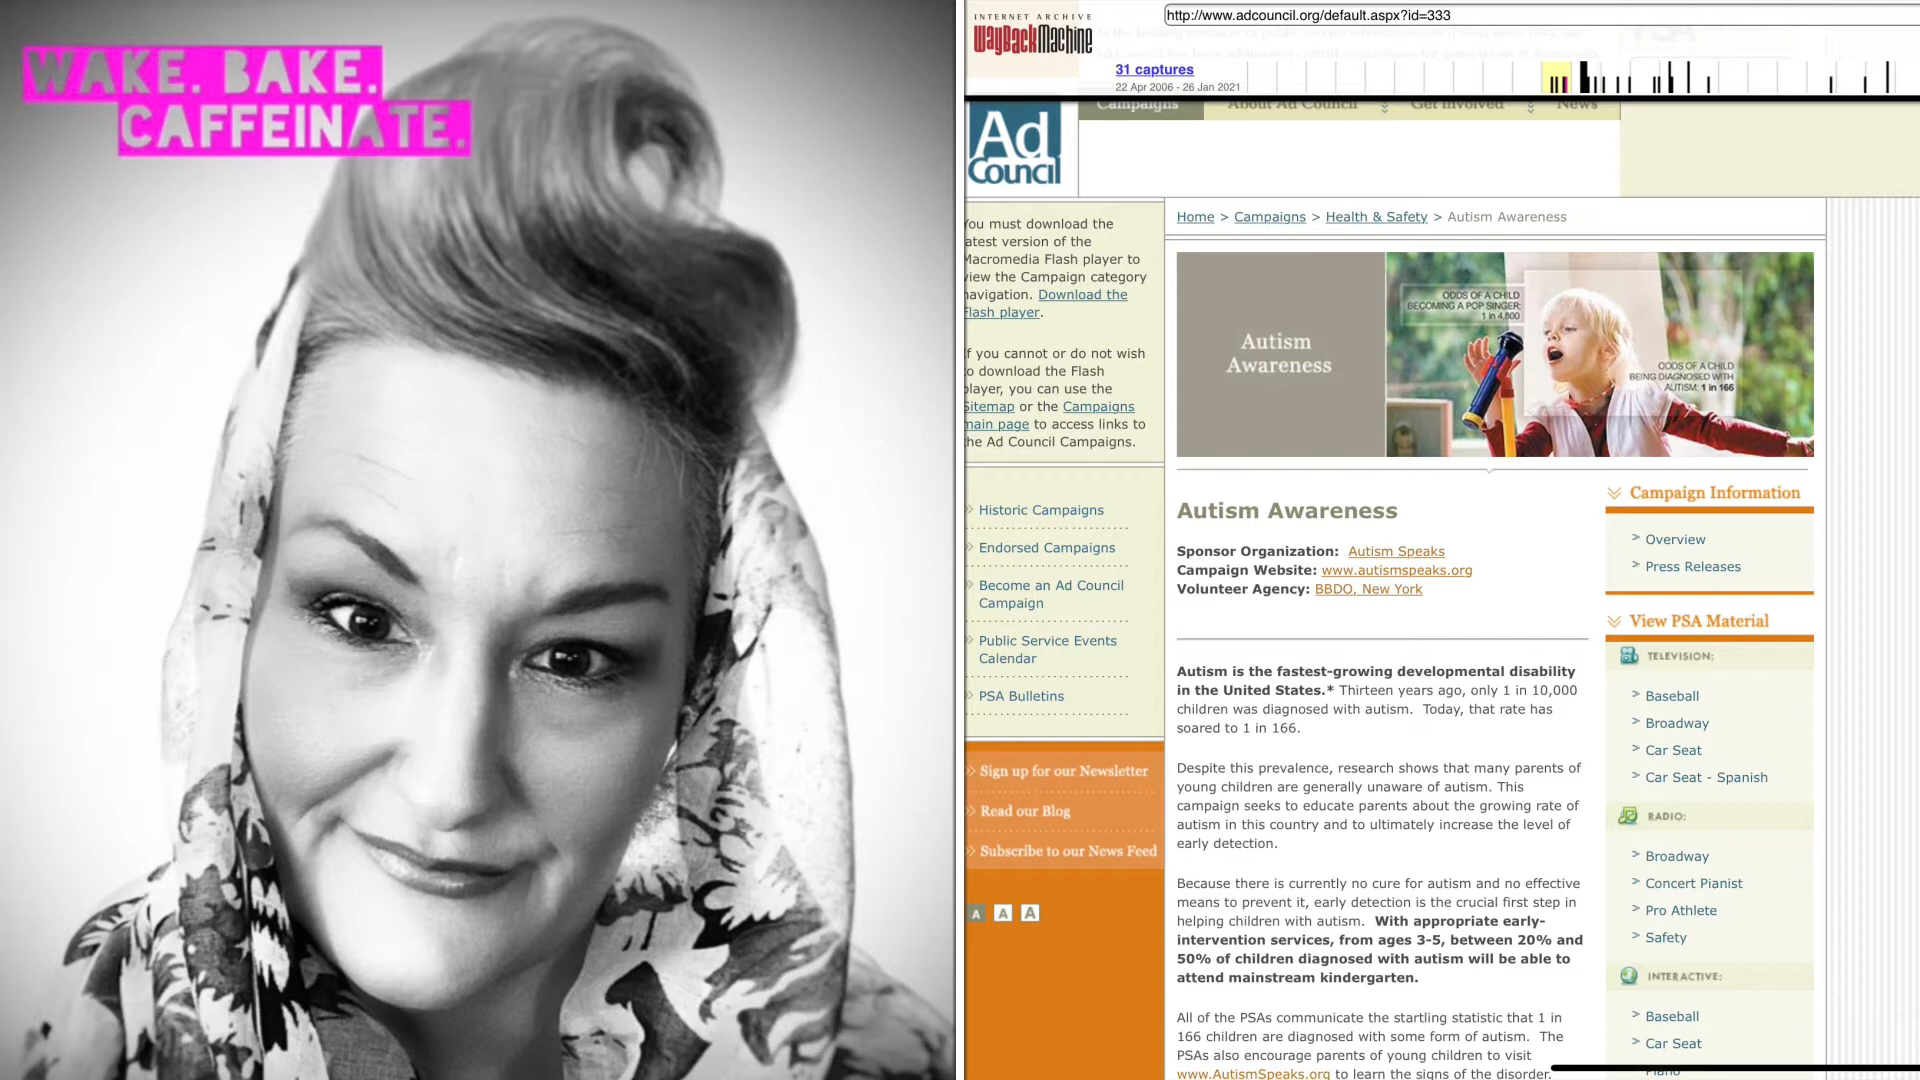 WAKE. BAKE.
CAFFEINATE.
INTERNET ARCHIVE
WayBackMachine
http://www.adcouncil.org/default.aspx?id=333
31 captures
22 Apr 2006 - 26 Jan 2021
Campaigns
About Ad Council
Get Involved
News
Ad
Council
You must download the
latest version of the
Macromedia Flash player to
view the Campaign category
navigation. Download the
Flash player.
If you cannot or do not wish
to download the Flash
player, you can use the
Sitemap or the Campaigns
main page to access links to
the Ad Council Campaigns.
Historic Campaigns
Endorsed Campaigns
Become an Ad Council
Campaign
Public Service Events
Calendar
PSA Bulletins
Sign up for our Newsletter
Read our Blog
Subscribe to our News Feed
A A A
Home > Campaigns > Health & Safety > Autism Awareness
Autism
Awareness
ODDS OF A CHILD
BECOMING A POP SINGER:
1 in 4,800
ODDS OF A CHILD
BEING DIAGNOSED WITH
AUTISM: 1 in 166
Autism Awareness
Sponsor Organization: Autism Speaks
Campaign Website: www.autismspeaks.org
Volunteer Agency: BBDO, New York
Autism is the fastest-growing developmental disability
in the United States.* Thirteen years ago, only 1 in 10,000
children was diagnosed with autism. Today, that rate has
soared to 1 in 166.
Despite this prevalence, research shows that many parents of
young children are generally unaware of autism. This
campaign seeks to educate parents about the growing rate of
autism in this country and to ultimately increase the level of
early detection.
Because there is currently no cure for autism and no effective
means to prevent it, early detection is the crucial first step in
helping children with autism. With appropriate early-
intervention services, from ages 3-5, between 20% and
50% of children diagnosed with autism will be able to
attend mainstream kindergarten.
All of the PSAs communicate the startling statistic that 1 in
166 children are diagnosed with some form of autism. The
PSAs also encourage parents of young children to visit
www.AutismSpeaks.org to learn the signs of the disorder.
Campaign Information
> Overview
> Press Releases
View PSA Material
TELEVISION:
> Baseball
> Broadway
> Car Seat
> Car Seat - Spanish
RADIO:
> Broadway
> Concert Pianist
> Pro Athlete
> Safety
INTERACTIVE:
> Baseball
> Car Seat
Piano